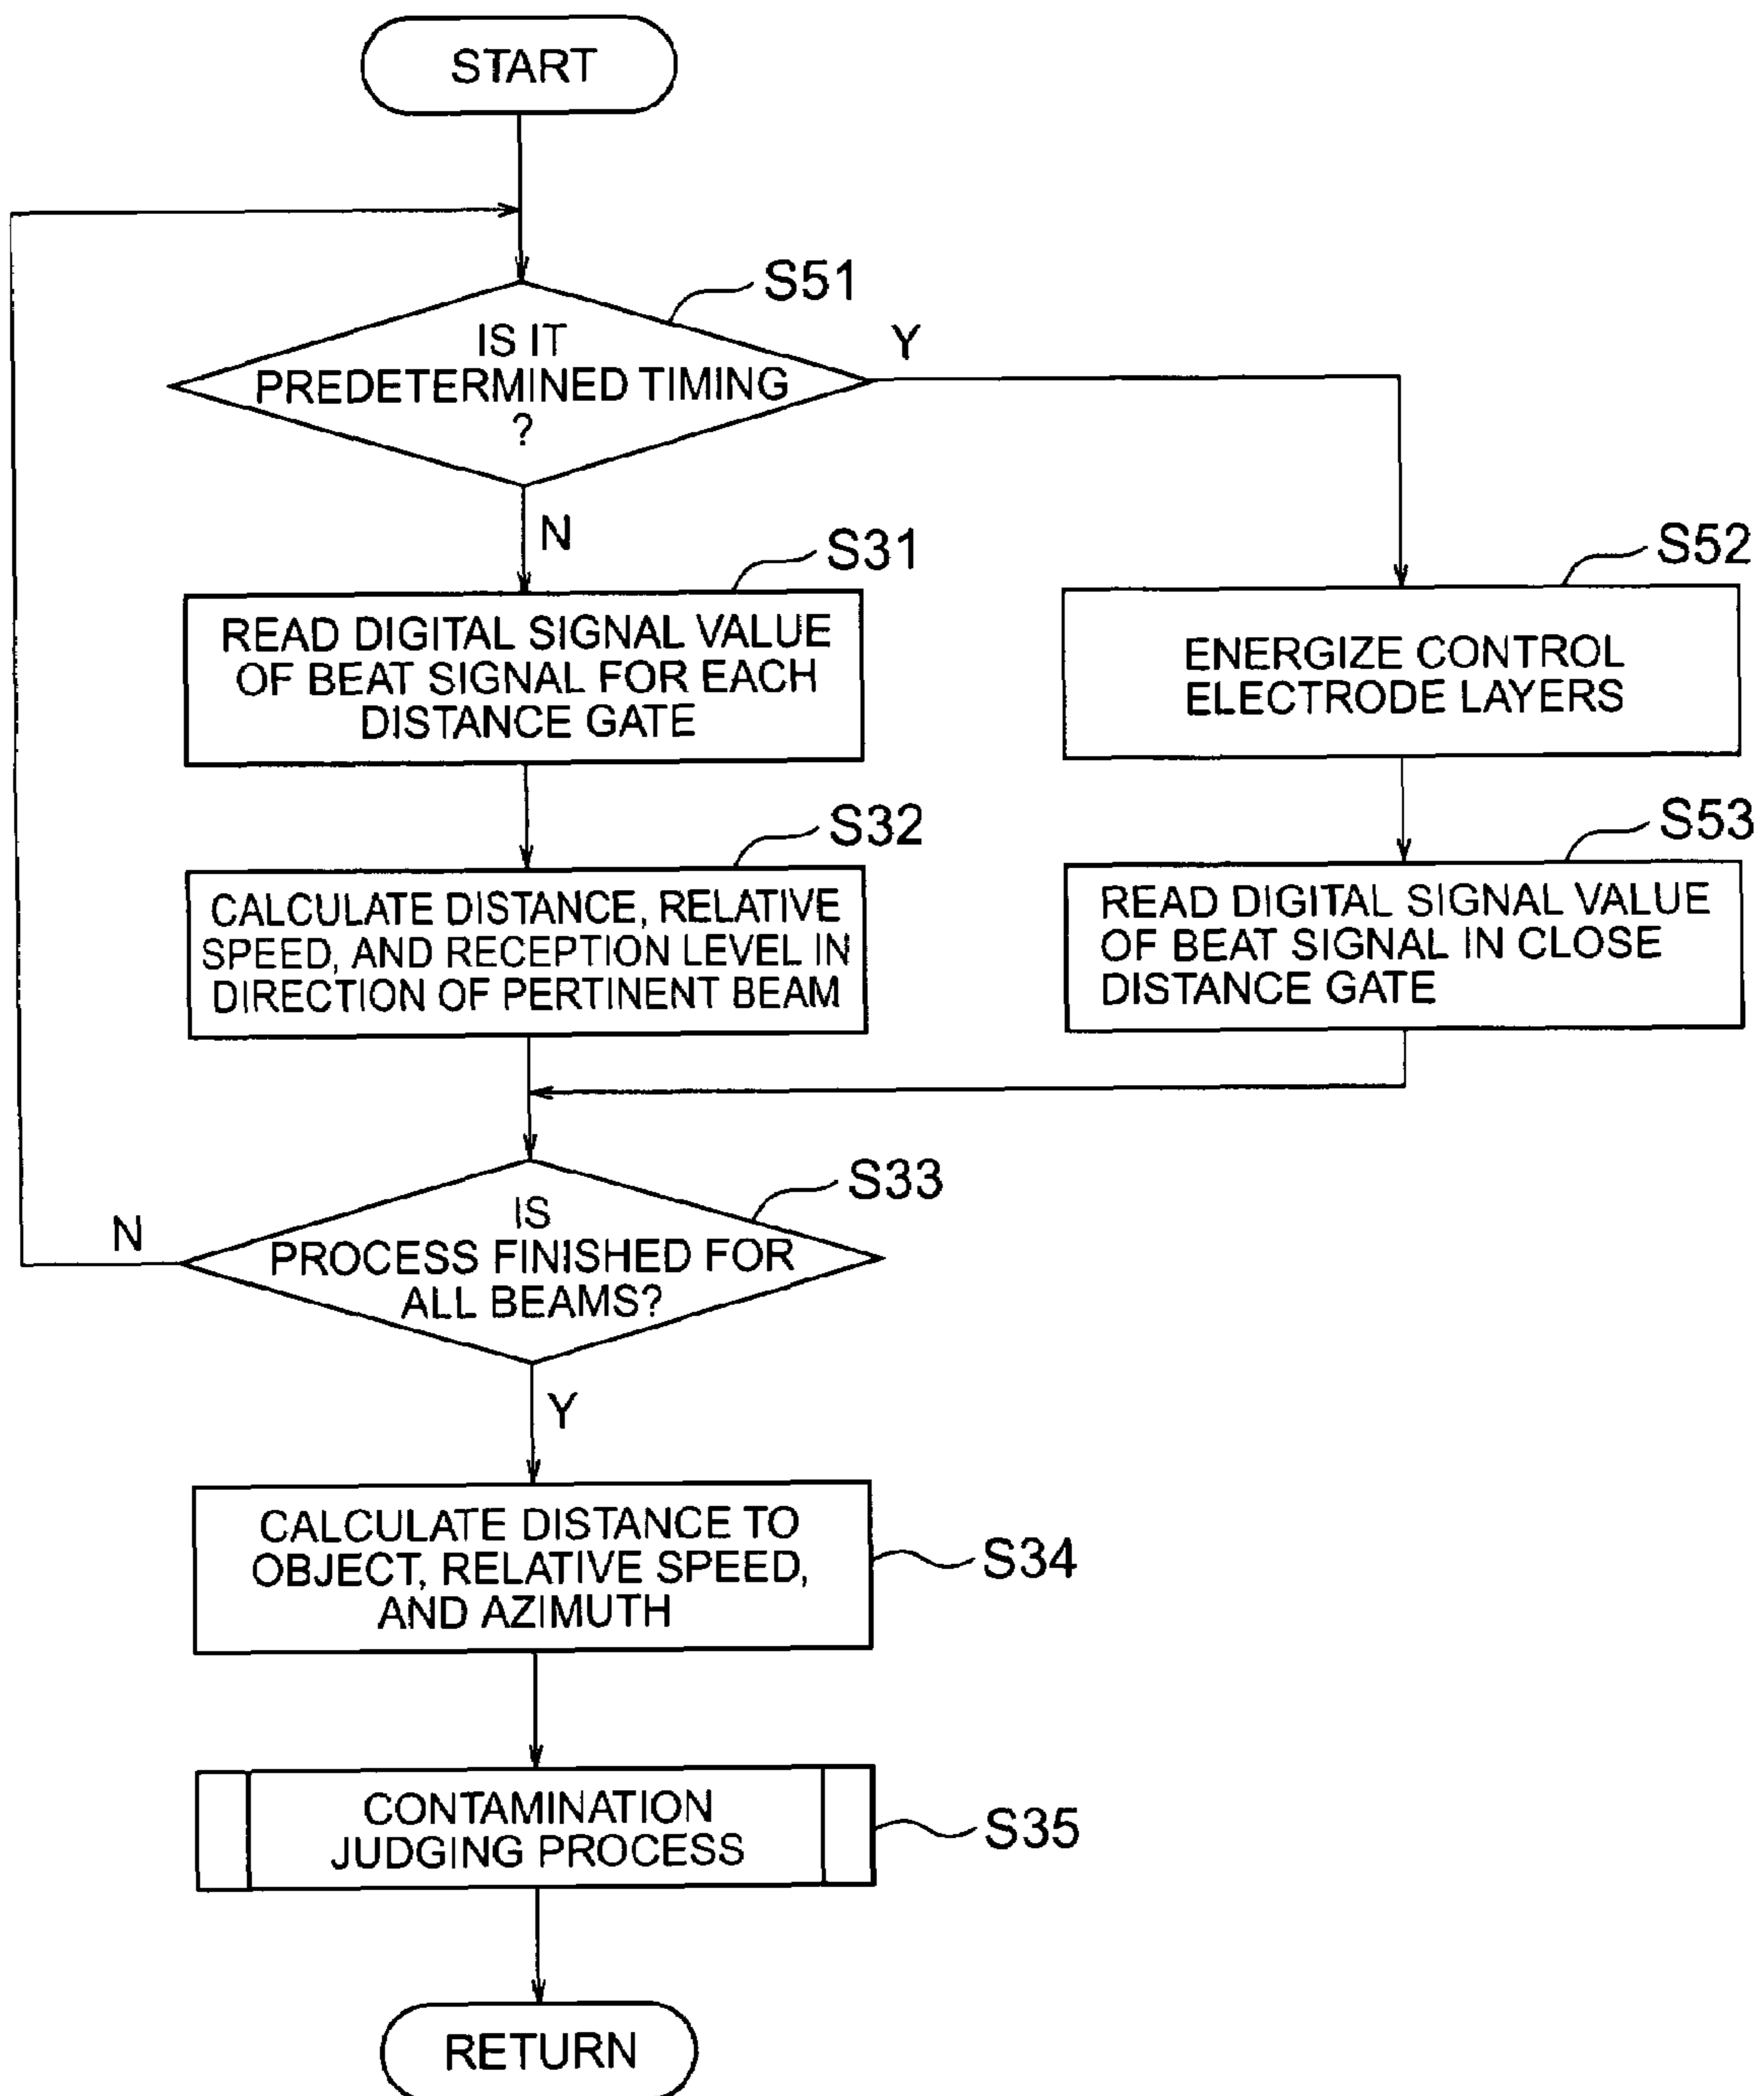 START
S51
IS IT
PREDETERMINED TIMING
?
Y
N
S31
READ DIGITAL SIGNAL VALUE
OF BEAT SIGNAL FOR EACH
DISTANCE GATE
S52
ENERGIZE CONTROL
ELECTRODE LAYERS
S32
CALCULATE DISTANCE, RELATIVE
SPEED, AND RECEPTION LEVEL IN
DIRECTION OF PERTINENT BEAM
S53
READ DIGITAL SIGNAL VALUE
OF BEAT SIGNAL IN CLOSE
DISTANCE GATE
S33
IS
PROCESS FINISHED FOR
ALL BEAMS?
N
Y
CALCULATE DISTANCE TO
OBJECT, RELATIVE SPEED,
AND AZIMUTH
S34
CONTAMINATION
JUDGING PROCESS
S35
RETURN